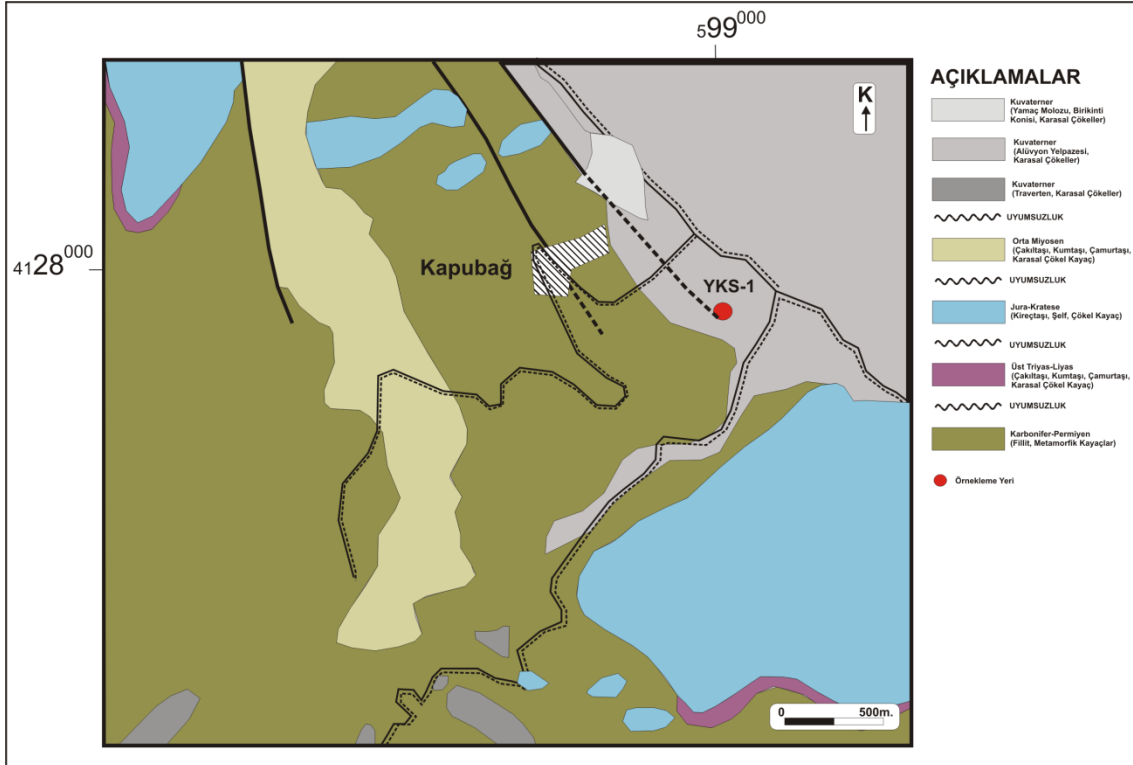 599000
4128000
K
Kapubağ
YKS-1
0 500m.
AÇIKLAMALAR
Kuvaterner
(Yamaç Molozu, Birikinti
Konisi, Karasal Çökeller)
Kuvaterner
(Alüvyon Yelpazesi,
Karasal Çökeller)
Kuvaterner
(Traverten, Karasal Çökeller)
UYUMSUZLUK
Orta Miyosen
(Çakıltaşı, Kumtaşı, Çamurtaşı,
Karasal Çökel Kayaç)
UYUMSUZLUK
Jura-Kratese
(Kireçtaşı, Şelf, Çökel Kayaç)
UYUMSUZLUK
Üst Triyas-Liyas
(Çakıltaşı, Kumtaşı, Çamurtaşı,
Karasal Çökel Kayaç)
UYUMSUZLUK
Karbonifer-Permiyen
(Fillit, Metamorfik Kayaçlar)
Örnekleme Yeri